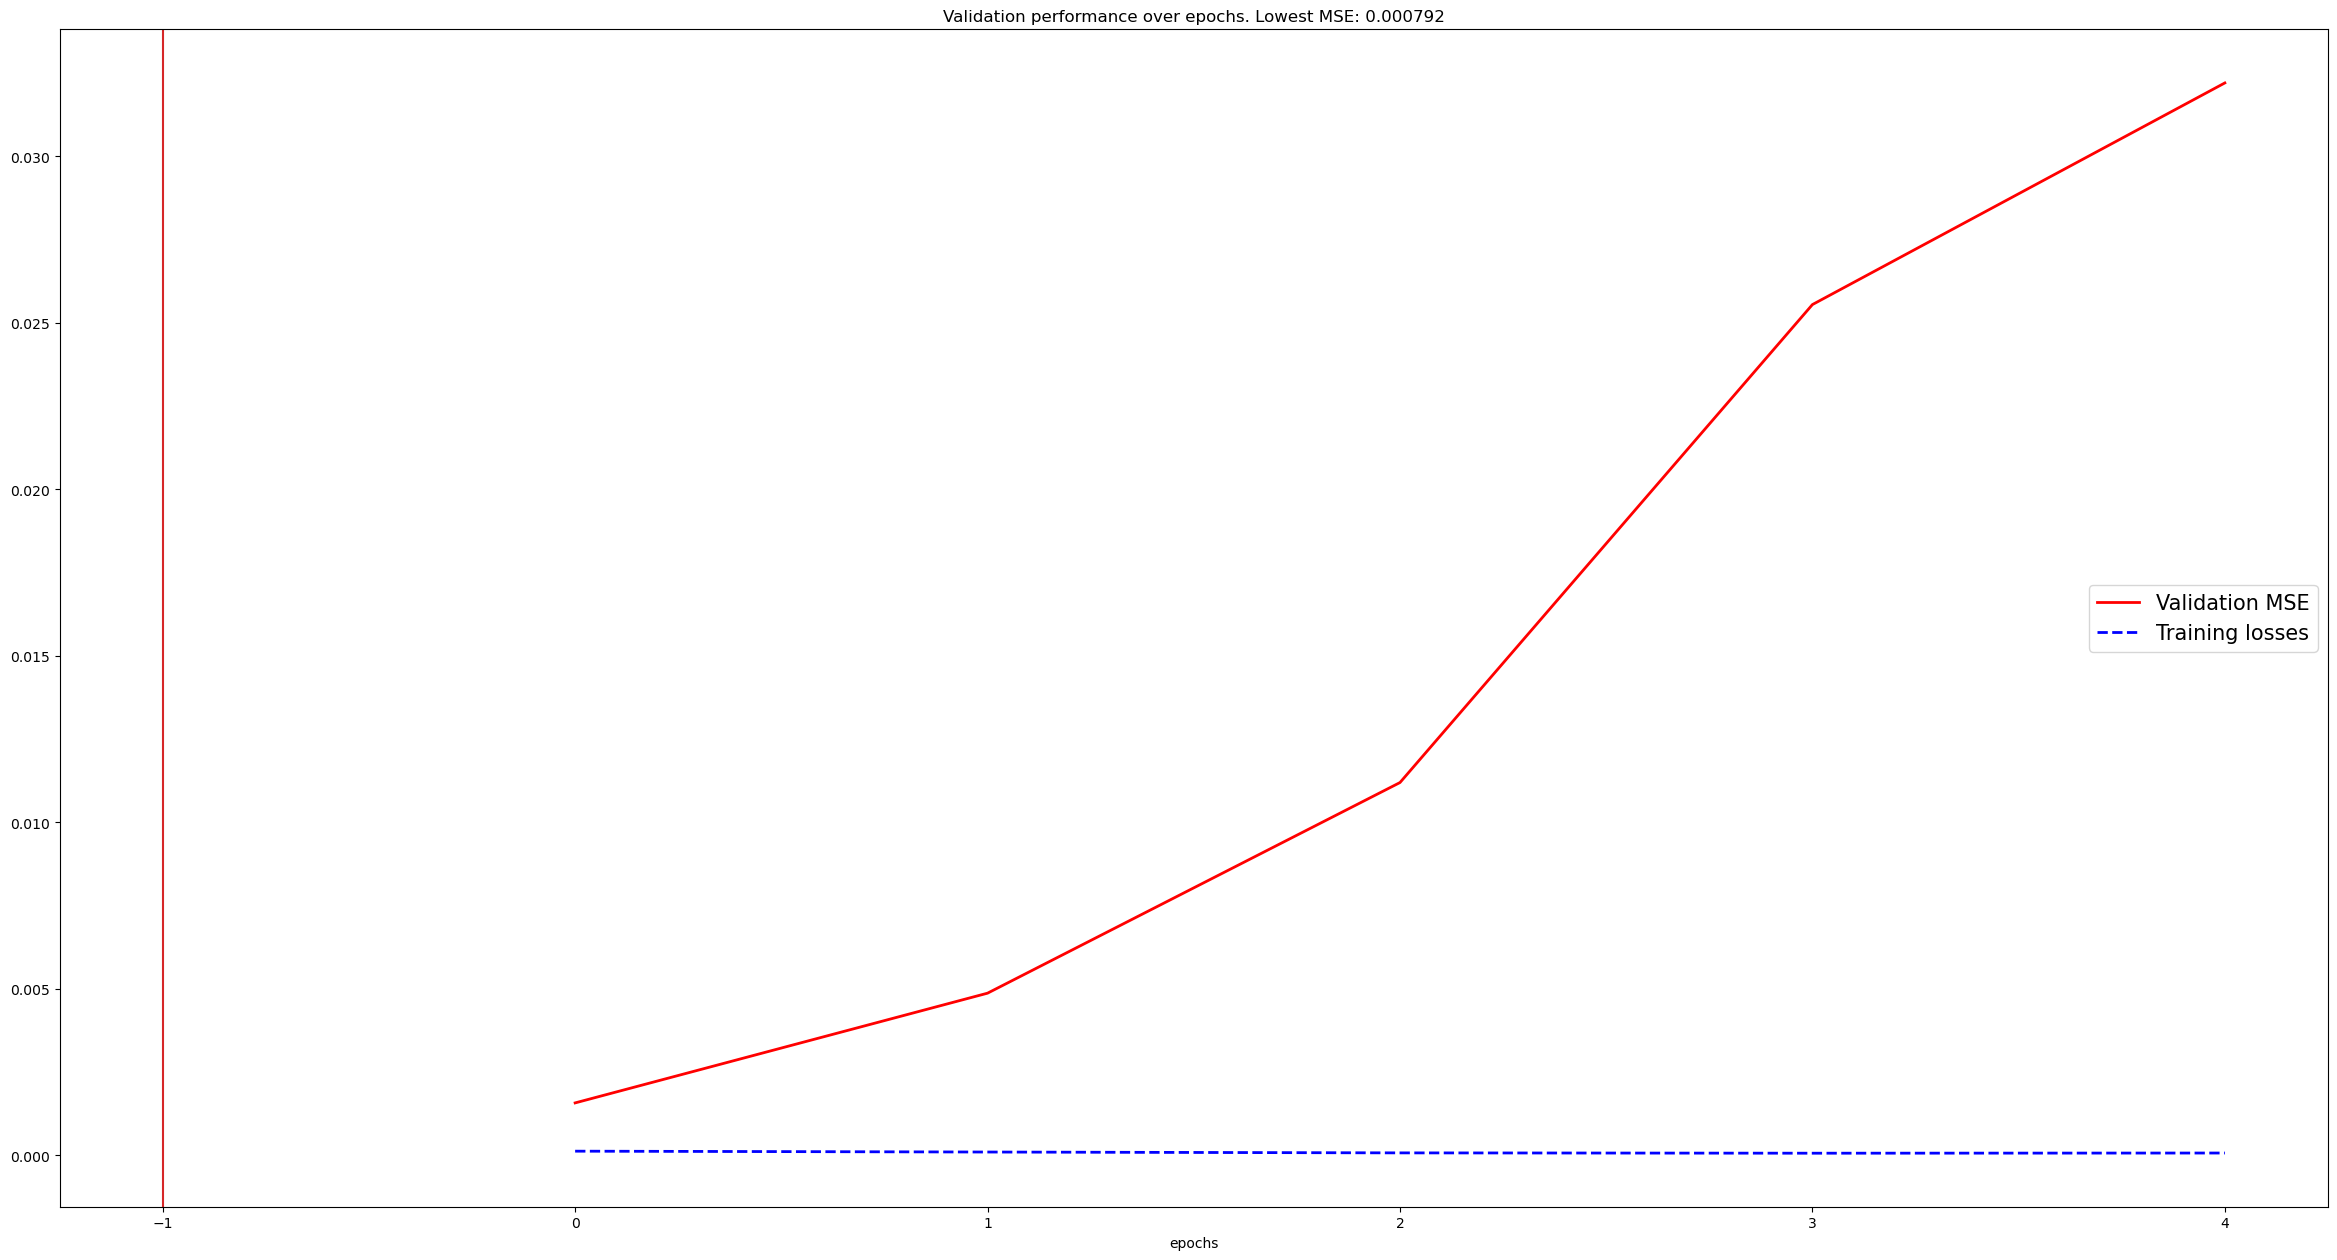 Validation performance over epochs. Lowest MSE: 0.000792
0.030
0.025
0.020
0.015
0.010
0.005
0.000
Validation MSE
Training losses
−1 0 1 2 3 4
epochs